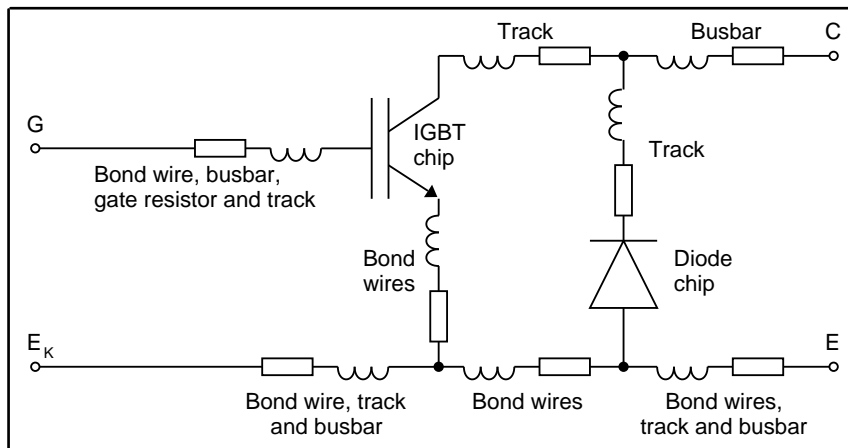 Track
Busbar
C
G
IGBT
chip
Track
Bond wire, busbar,
gate resistor and track
Bond
wires
Diode
chip
E K
E
Bond wire, track
and busbar
Bond wires
Bond wires,
track and busbar